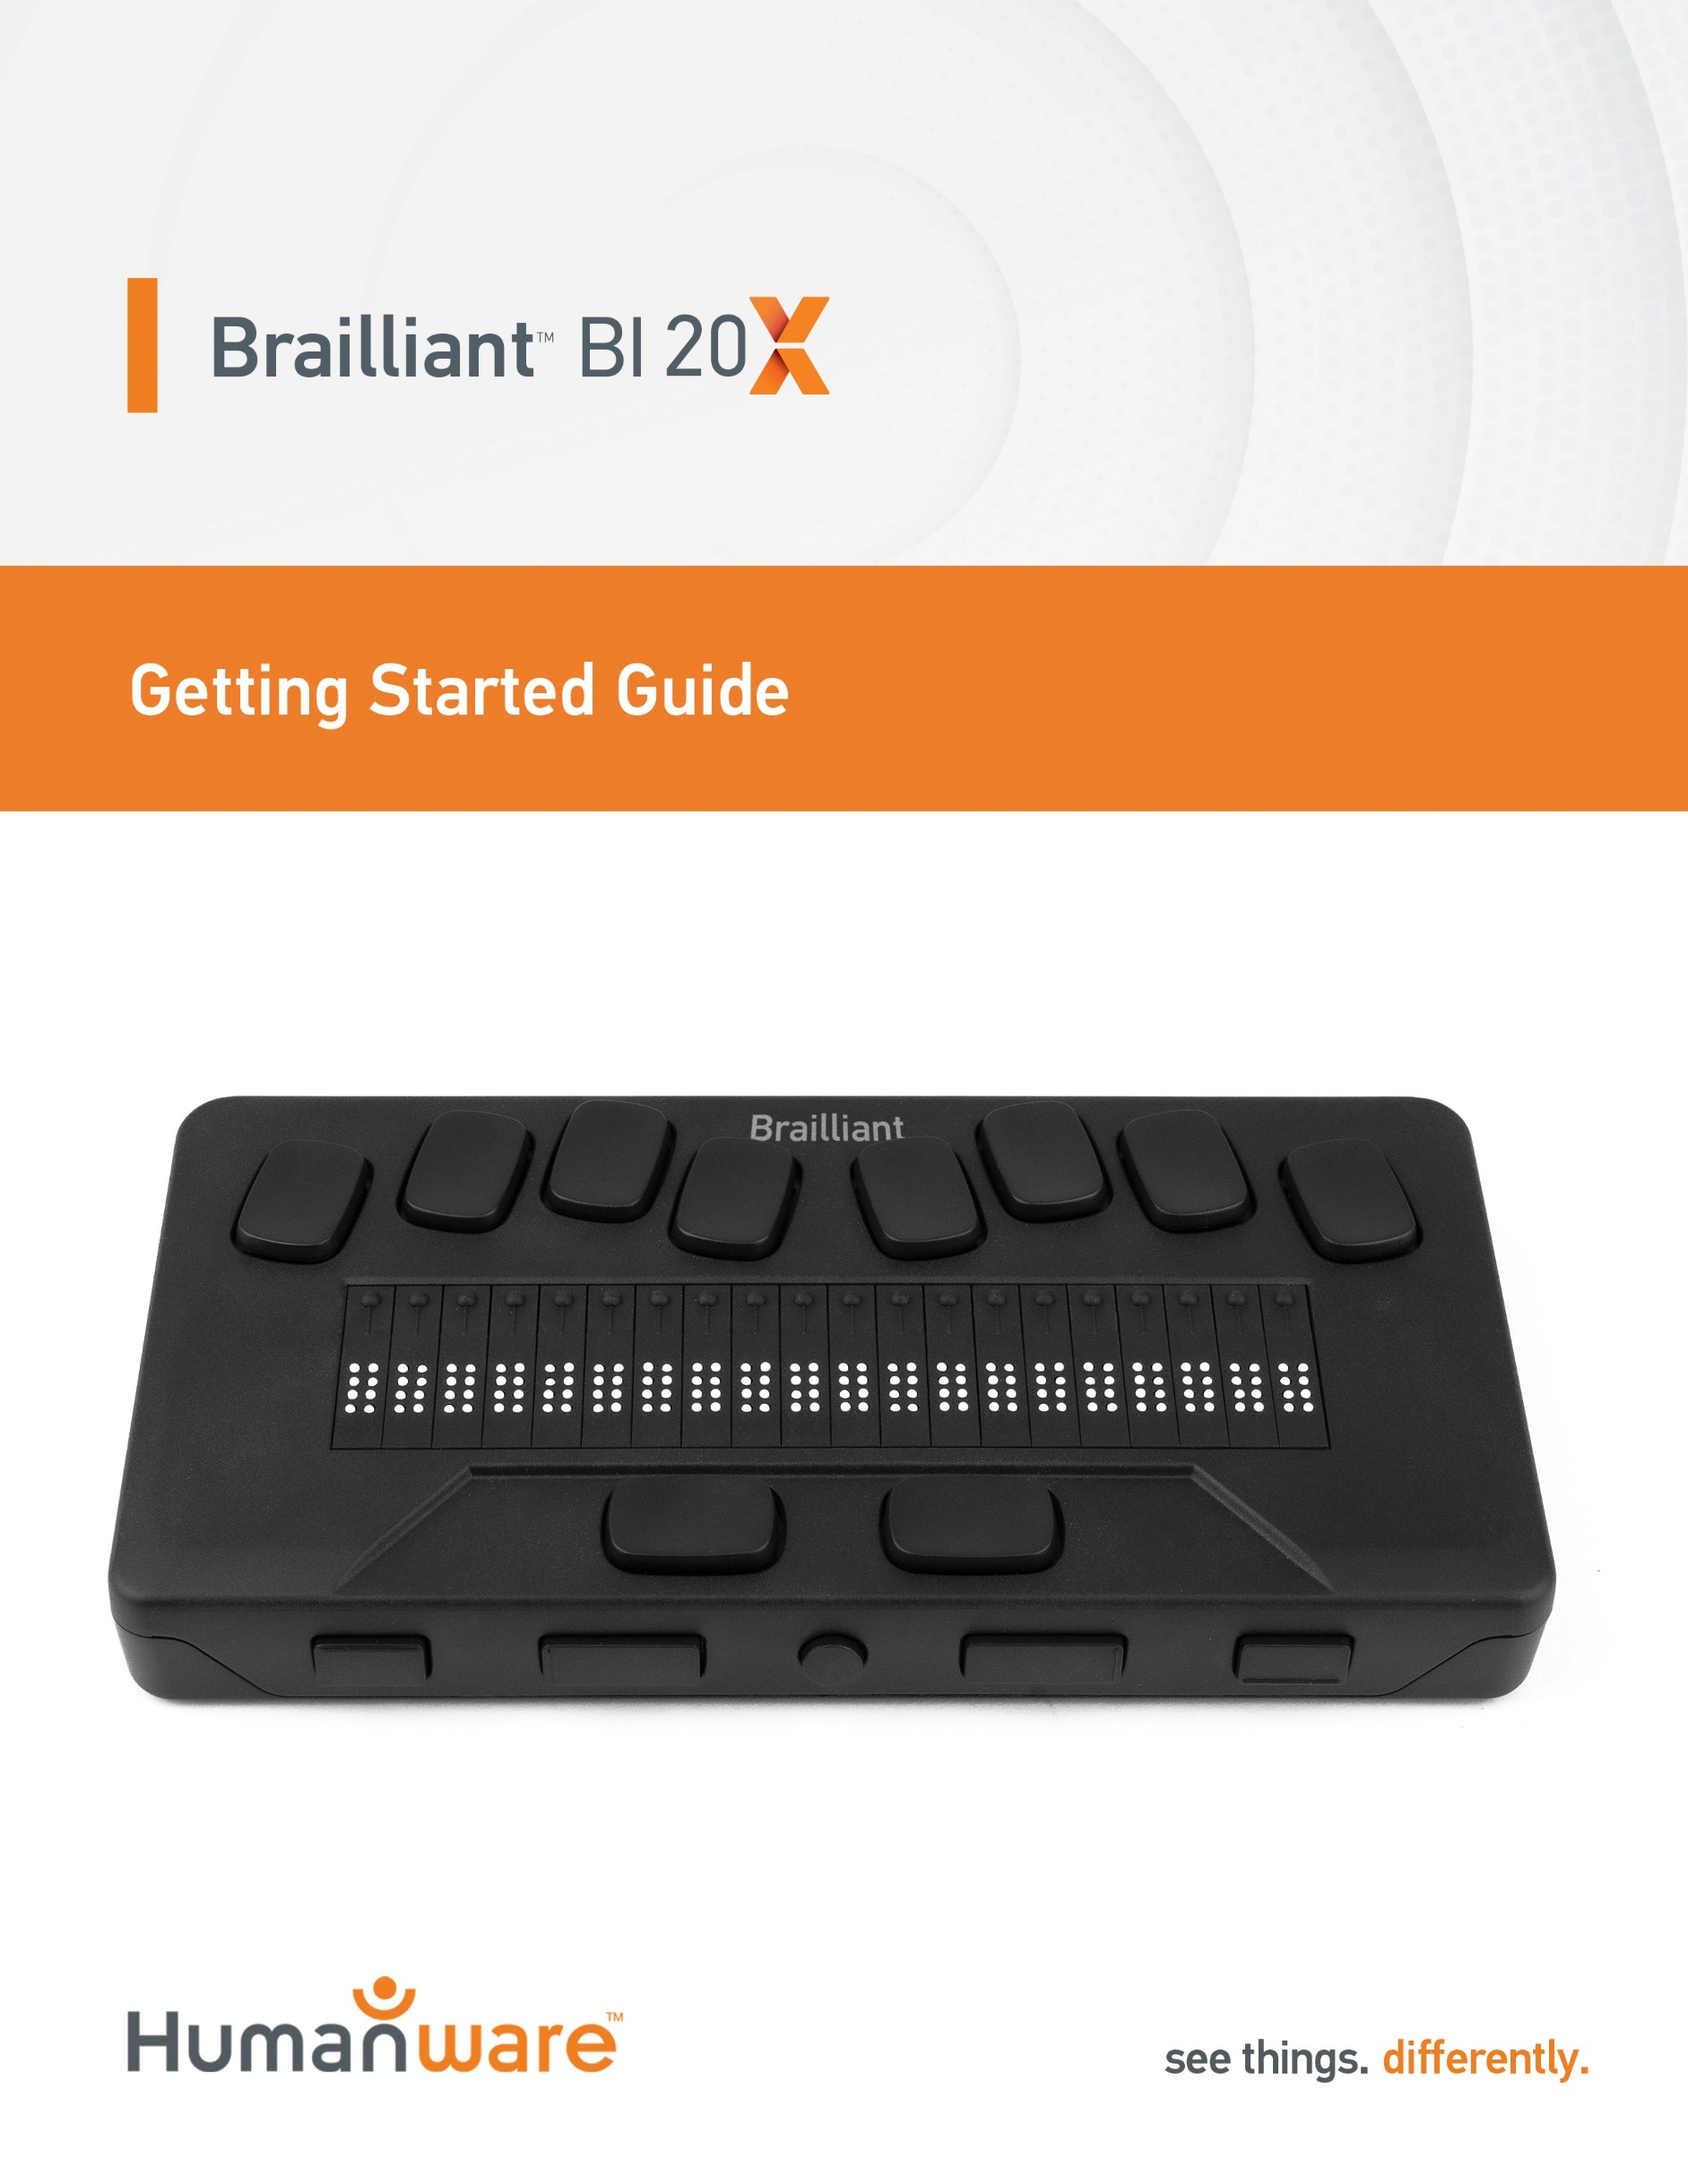 Brailliant™ BI 20X
Getting Started Guide
Brailliant
Humanware™
see things. differently.